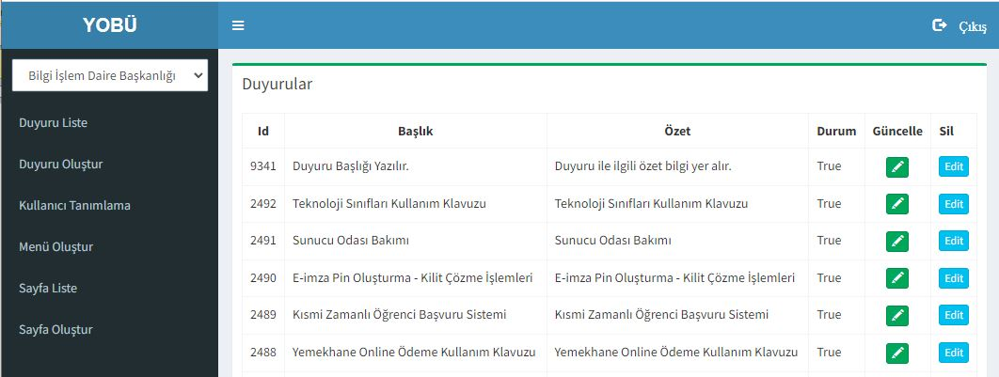 YOBÜ
Çıkış
Bilgi İşlem Daire Başkanlığı
Duyuru Liste
Duyuru Oluştur
Kullanıcı Tanımlama
Menü Oluştur
Sayfa Liste
Sayfa Oluştur
Duyurular
Id Başlık Özet Durum Güncelle Sil
9341 Duyuru Başlığı Yazılır. Duyuru ile ilgili özet bilgi yer alır. True Edit
2492 Teknoloji Sınıfları Kullanım Klavuzu Teknoloji Sınıfları Kullanım Klavuzu True Edit
2491 Sunucu Odası Bakımı Sunucu Odası Bakımı True Edit
2490 E-imza Pin Oluşturma - Kilit Çözme İşlemleri E-imza Pin Oluşturma - Kilit Çözme İşlemleri True Edit
2489 Kısmi Zamanlı Öğrenci Başvuru Sistemi Kısmi Zamanlı Öğrenci Başvuru Sistemi True Edit
2488 Yemekhane Online Ödeme Kullanım Klavuzu Yemekhane Online Ödeme Kullanım Klavuzu True Edit